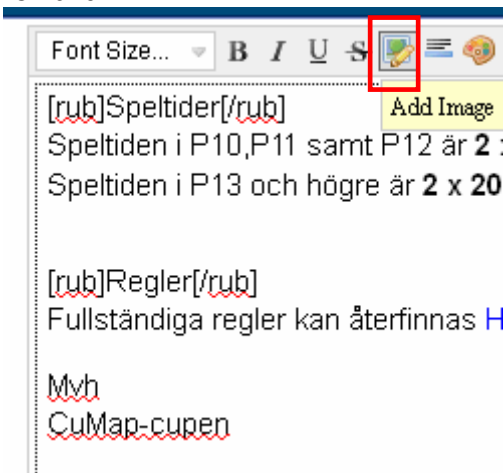 Font Size... B I U S
Add Image
[rub]Speltider[/rub]
Speltiden i P10,P11 samt P12 är 2 x
Speltiden i P13 och högre är 2 x 20
[rub]Regler[/rub]
Fullständiga regler kan återfinnas H
Mvh
CuMap-cupen